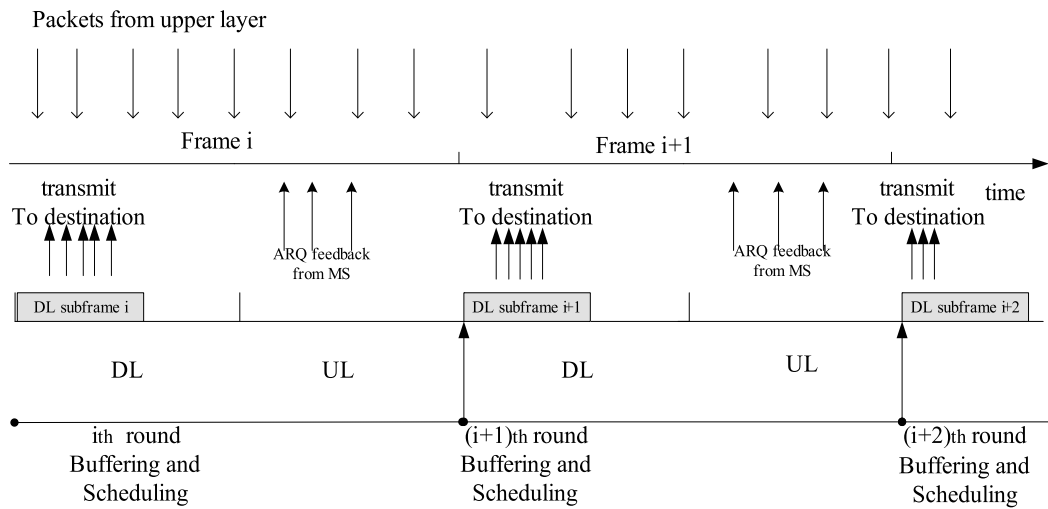 Packets from upper layer
Frame i
Frame i+1
transmit
To destination
transmit
To destination
transmit
To destination
time
ARQ feedback
from MS
ARQ feedback
from MS
DL subframe i
DL subframe i+1
DL subframe i+2
DL
UL
DL
UL
ith round
Buffering and
Scheduling
(i+1)th round
Buffering and
Scheduling
(i+2)th round
Buffering and
Scheduling